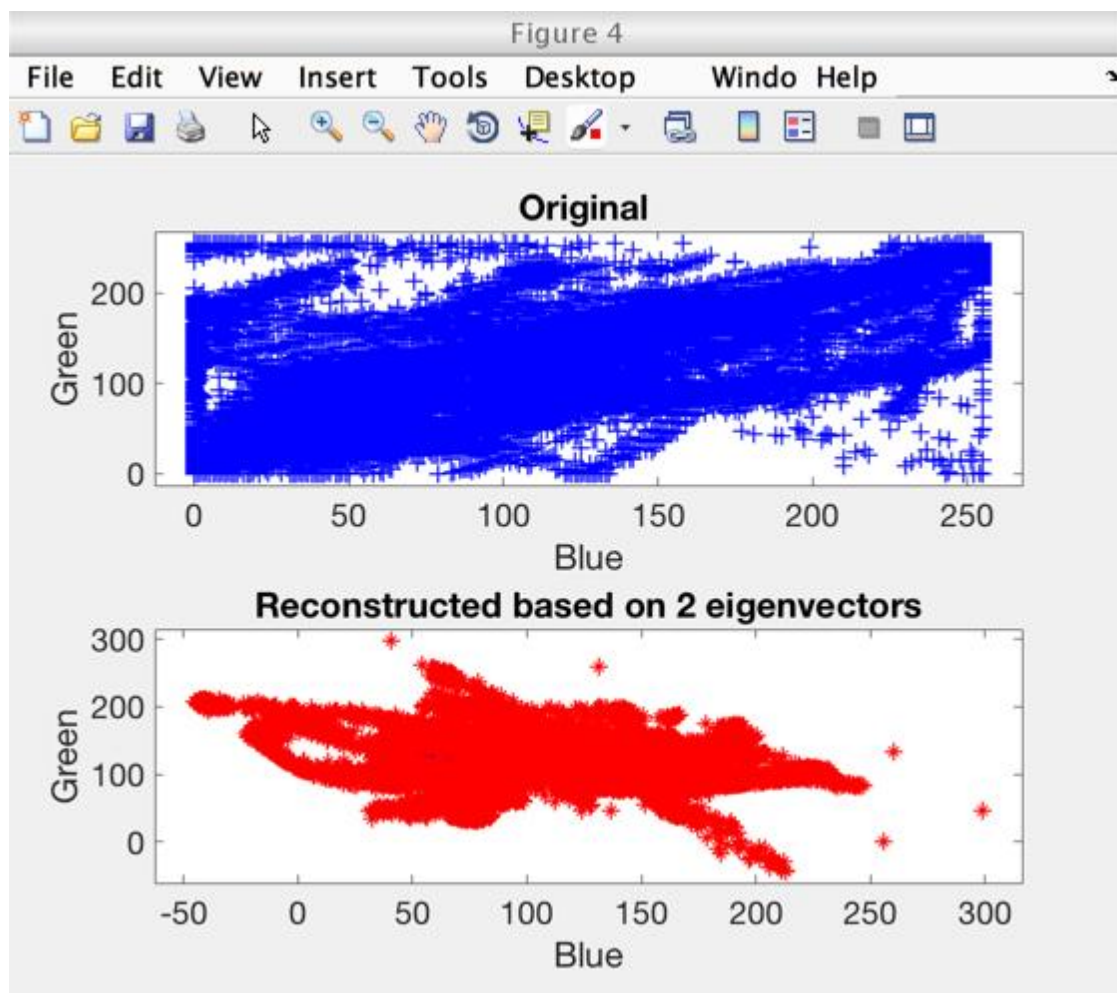 Figure 4
File Edit View Insert Tools Desktop Windo Help
Original
200
100
0
Green
0 50 100 150 200 250
Blue
Reconstructed based on 2 eigenvectors
300
200
100
0
Green
-50 0 50 100 150 200 250 300
Blue